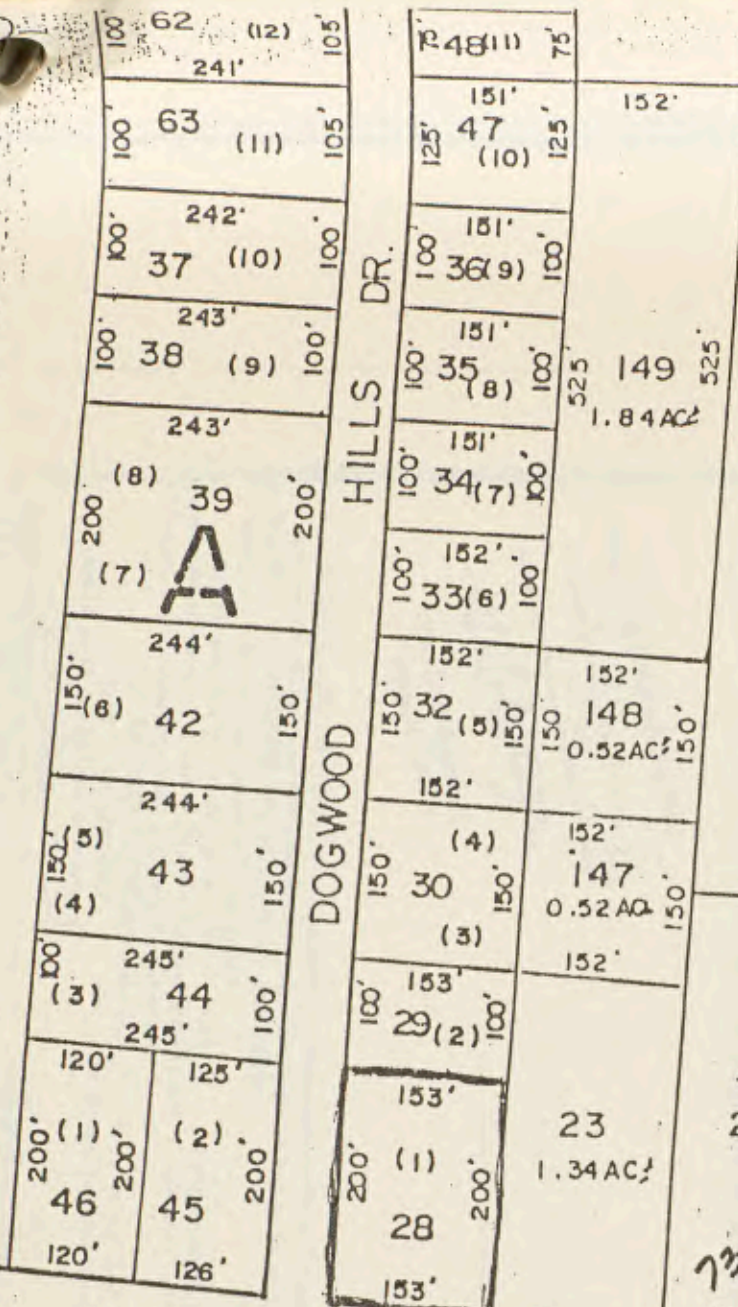 100' 62 (12) 105'
241'
100' 63 (11) 105'
242'
100' 37 (10) 100'
243'
100' 38 (9) 100'
243'
(8)
200 39 200'
A
(7)
244'
150' (6) 42 150'
244'
150' (5) 43 150'
(4)
245'
100' (3) 44 100'
245'
120'
200' (1) 200'
46
120'
125'
(2) 200'
45
126'
DOGWOOD HILLS DR.
75' 48 (11) 75'
151'
125' 47 125'
(10)
151'
100' 36 (9) 100'
151'
100' 35 (8) 100'
151'
100' 34 (7) 100'
152'
100' 33 (6) 100
152'
150' 32 (5) 150'
152'
(4)
150' 30 150'
(3)
153'
100' 29 (2) 100'
153'
200' (1) 200'
28
153'
152'
525' 149 525'
1.84 AC±
152'
150 148 150'
0.52 AC±
152'
147 150'
0.52 AC
152'
23
1.34 AC±